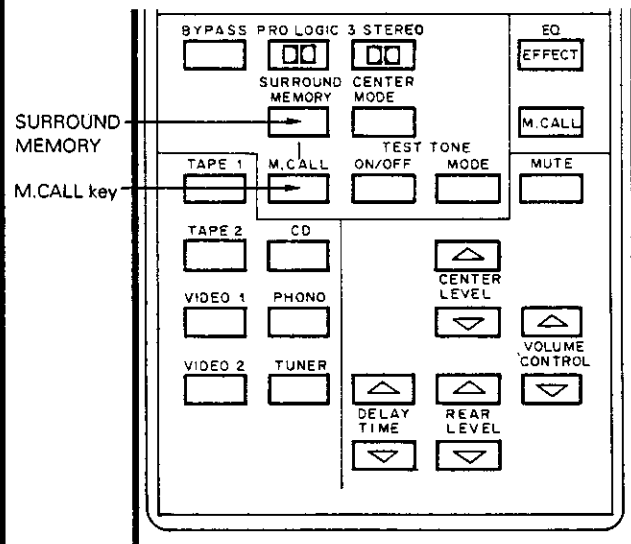 BYPASS PRO LOGIC 3 STEREO EQ
EFFECT
SURROUND CENTER
MEMORY MODE
SURROUND
MEMORY
M.CALL
TEST TONE
TAPE 1 M.CALL ON/OFF MODE MUTE
M.CALL key
TAPE 2 CD
CENTER
LEVEL
VIDEO 1 PHONO
VOLUME
CONTROL
VIDEO 2 TUNER
DELAY REAR
TIME LEVEL